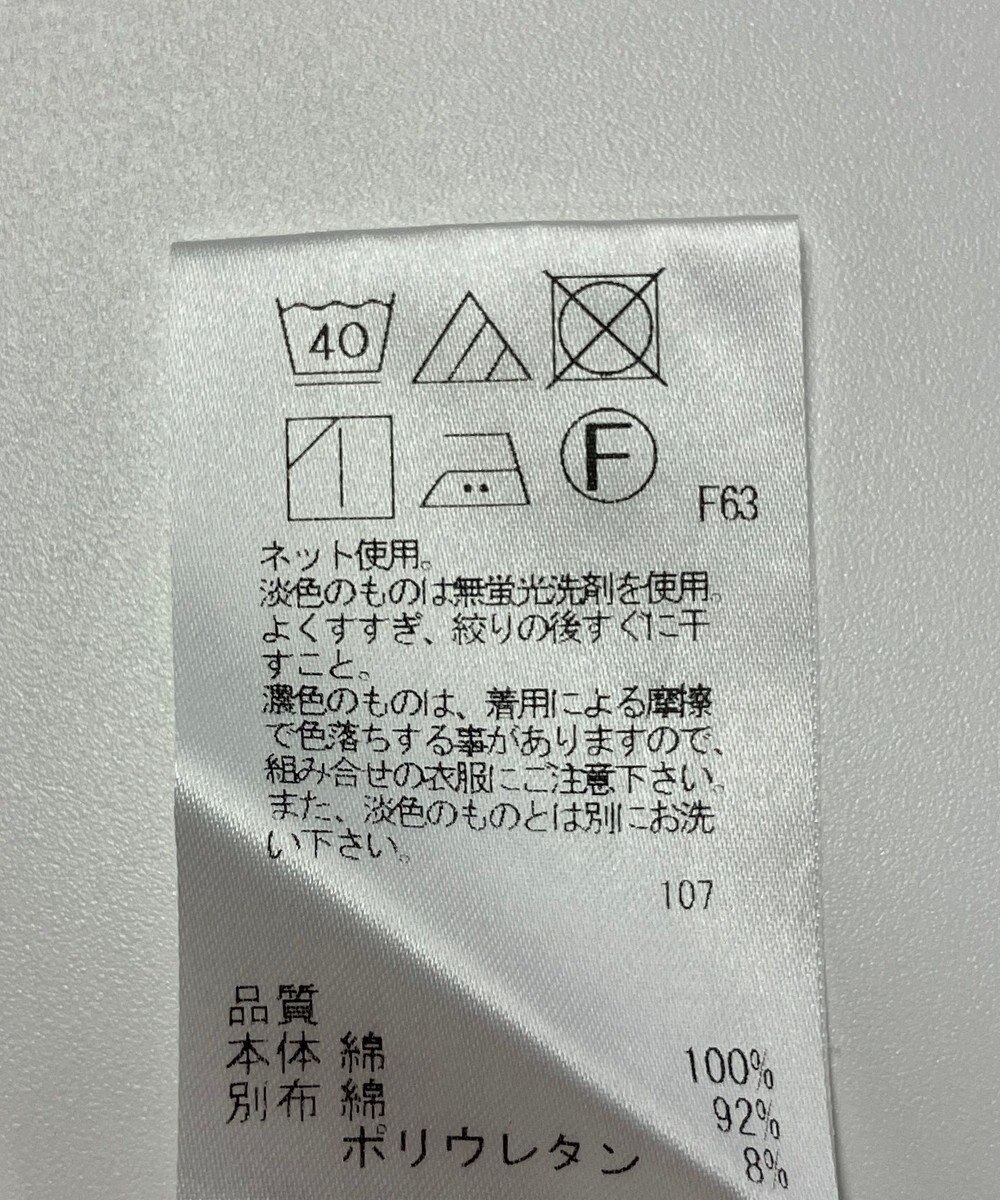 40
F
F63
ネット使用。
淡色のものは無蛍光洗剤を使用。
よくすすぎ、絞りの後すぐに干
すこと。
濃色のものは、着用による摩擦
で色落ちする事がありますので、
組み合せの衣服にご注意下さい。
また、淡色のものとは別にお洗
い下さい。
107
品質
本体 綿 100%
別布 綿 92%
ポリウレタン 8%